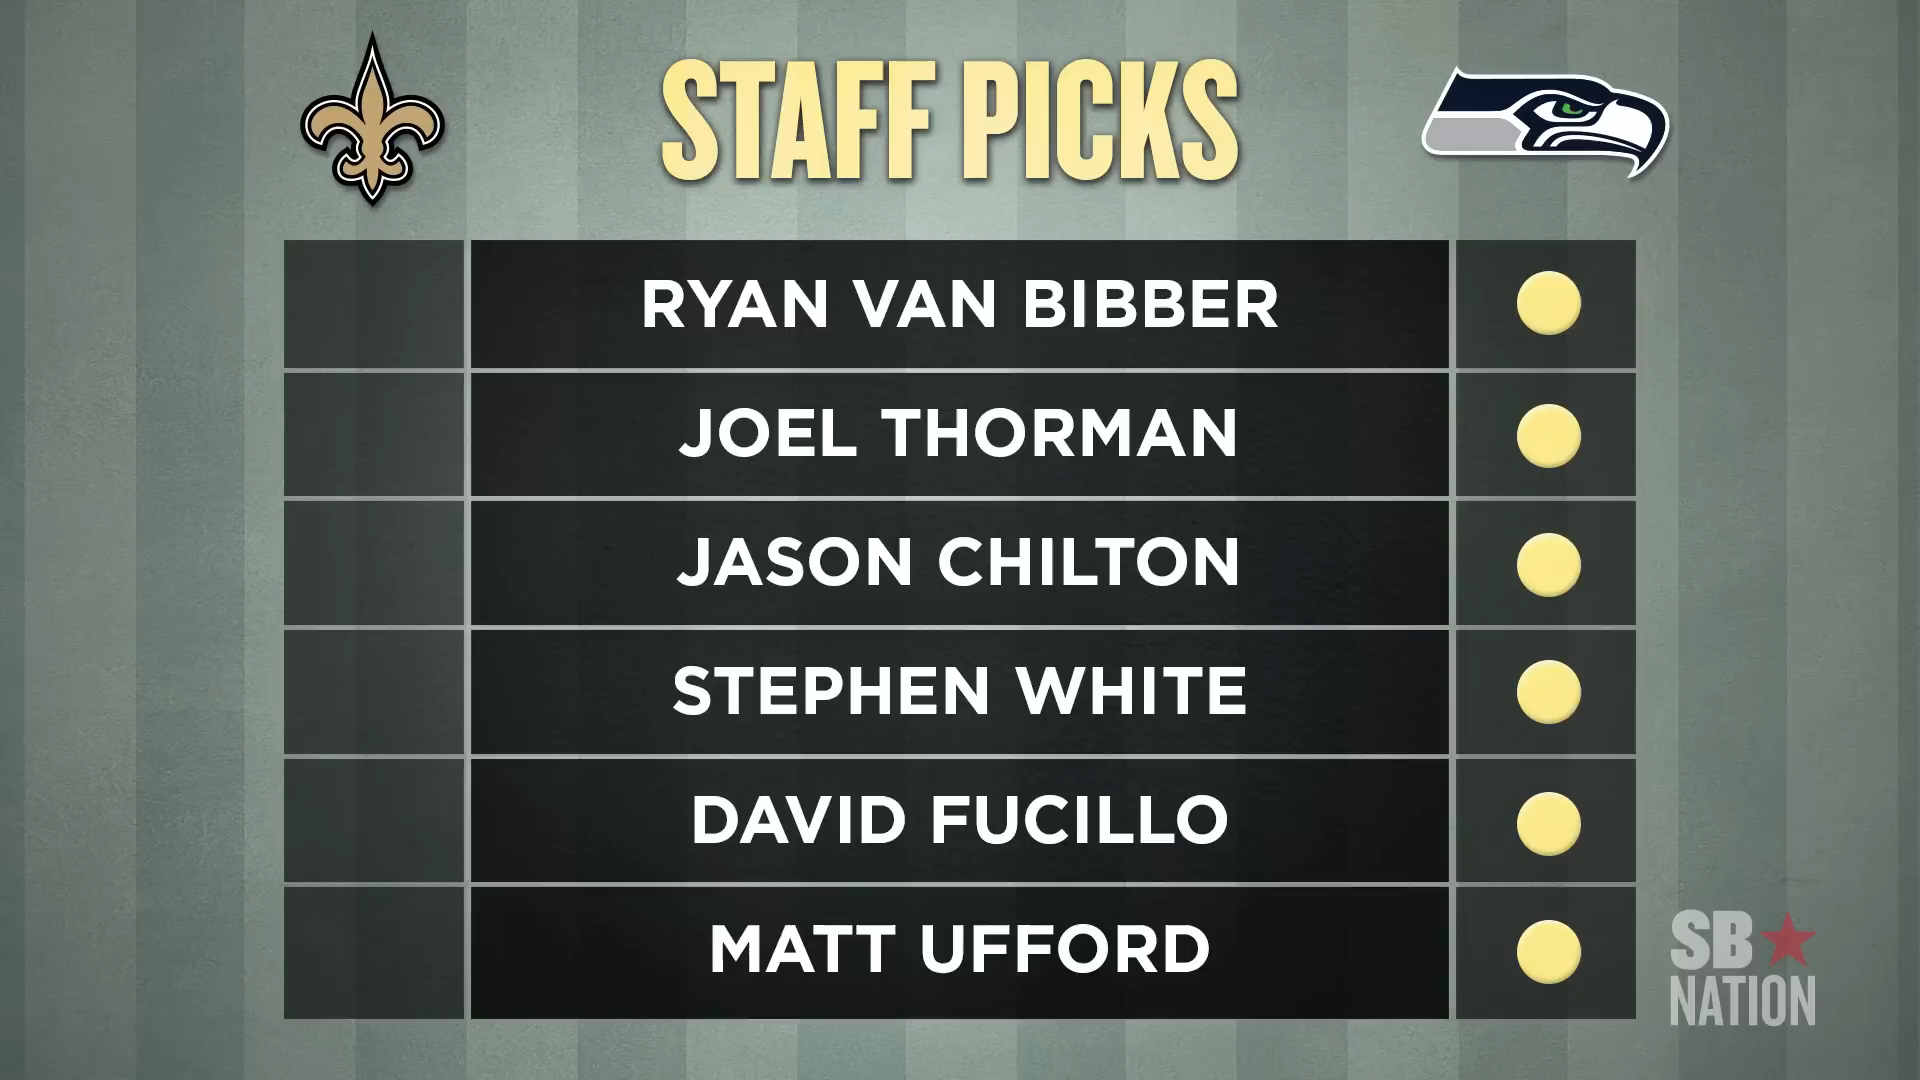 STAFF PICKS
RYAN VAN BIBBER
JOEL THORMAN
JASON CHILTON
STEPHEN WHITE
DAVID FUCILLO
MATT UFFORD
SB
NATION